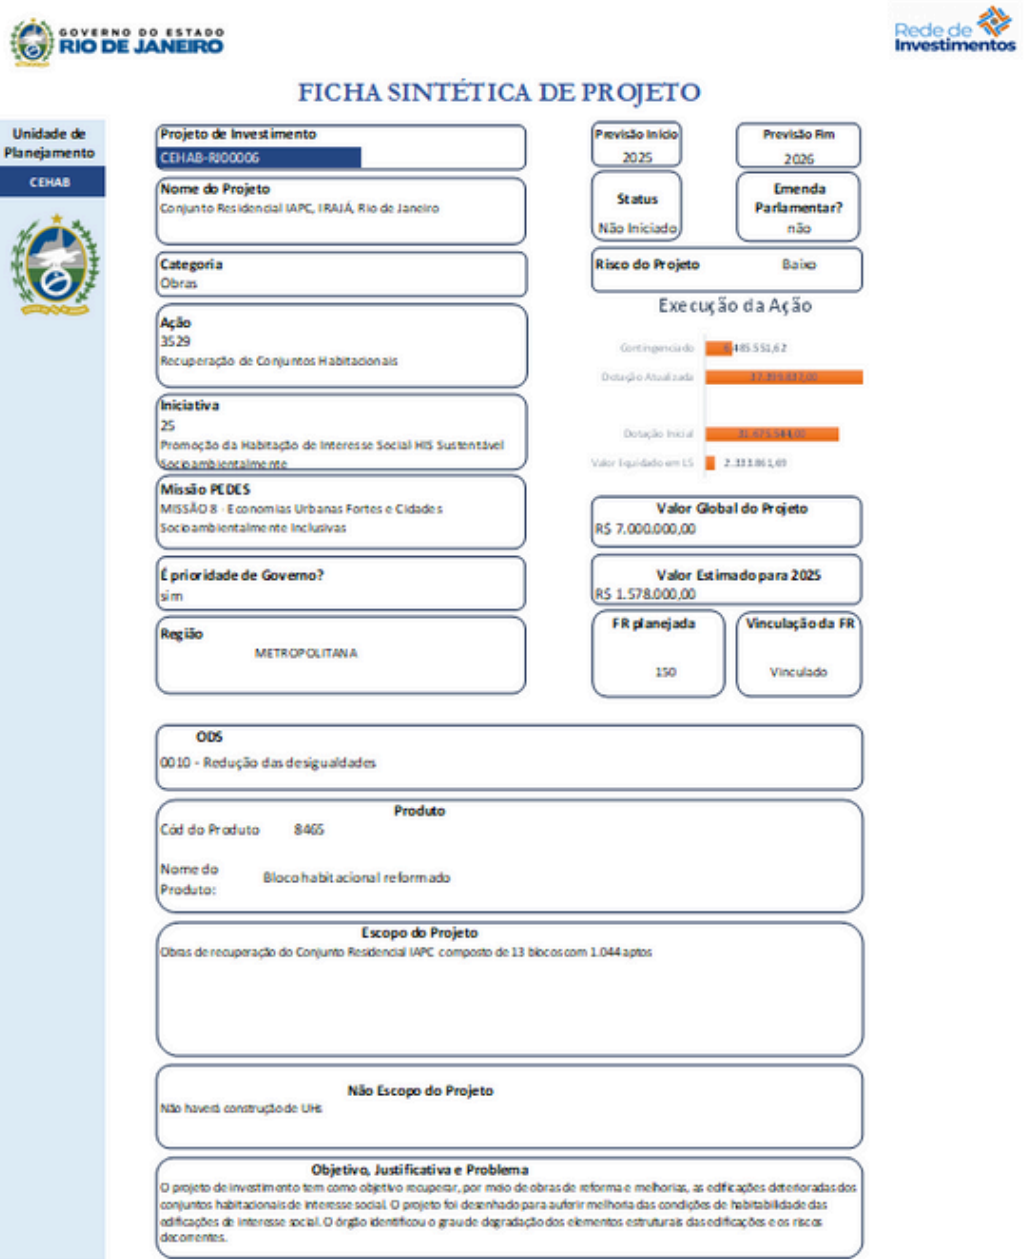 GOVERNO DO ESTADO
RIO DE JANEIRO
Rede de
Investimentos
FICHA SINTÉTICA DE PROJETO
Unidade de
Planejamento
CEHAB
Projeto de Investimento
CEHAB-RJ00006
Nome do Projeto
Conjunto Residencial IAPC, IRAJÁ, Rio de Janeiro
Categoria
Obras
Ação
3529
Recuperação de Conjuntos Habitacionais
Iniciativa
25
Promoção da Habitação de Interesse Social HIS Sustentável
Socioambientalmente
Missão PEDES
MISSÃO 8 - Economias Urbanas Fortes e Cidades
Socioambientalmente Inclusivas
É prioridade de Governo?
sim
Região
METROPOLITANA
Previsão Início
2025
Previsão Fim
2026
Status
Não Iniciado
Emenda
Parlamentar?
não
Risco do Projeto Baixo
Execução da Ação
Contingenciado
Dotação Atualizada
Dotação Inicial
Valor liquidado em LS
Valor Global do Projeto
R$ 7.000.000,00
Valor Estimado para 2025
R$ 1.578.000,00
FR planejada
150
Vinculação da FR
Vinculado
ODS
0010 - Redução das desigualdades
Produto
Cód do Produto 8465
Nome do
Produto:
Bloco habitacional reformado
Escopo do Projeto
Obras de recuperação do Conjunto Residencial IAPC composto de 13 blocos com 1.044 aptos
Não Escopo do Projeto
Não haverá construção de UHs
Objetivo, Justificativa e Problema
O projeto de investimento tem como objetivo recuperar, por meio de obras de reforma e melhorias, as edificações deterioradas dos
conjuntos habitacionais de interesse social. O projeto foi desenhado para auferir melhoria das condições de habitabilidade das
edificações de interesse social. O órgão identificou o grau de degradação dos elementos estruturais das edificações e os riscos
decorrentes.